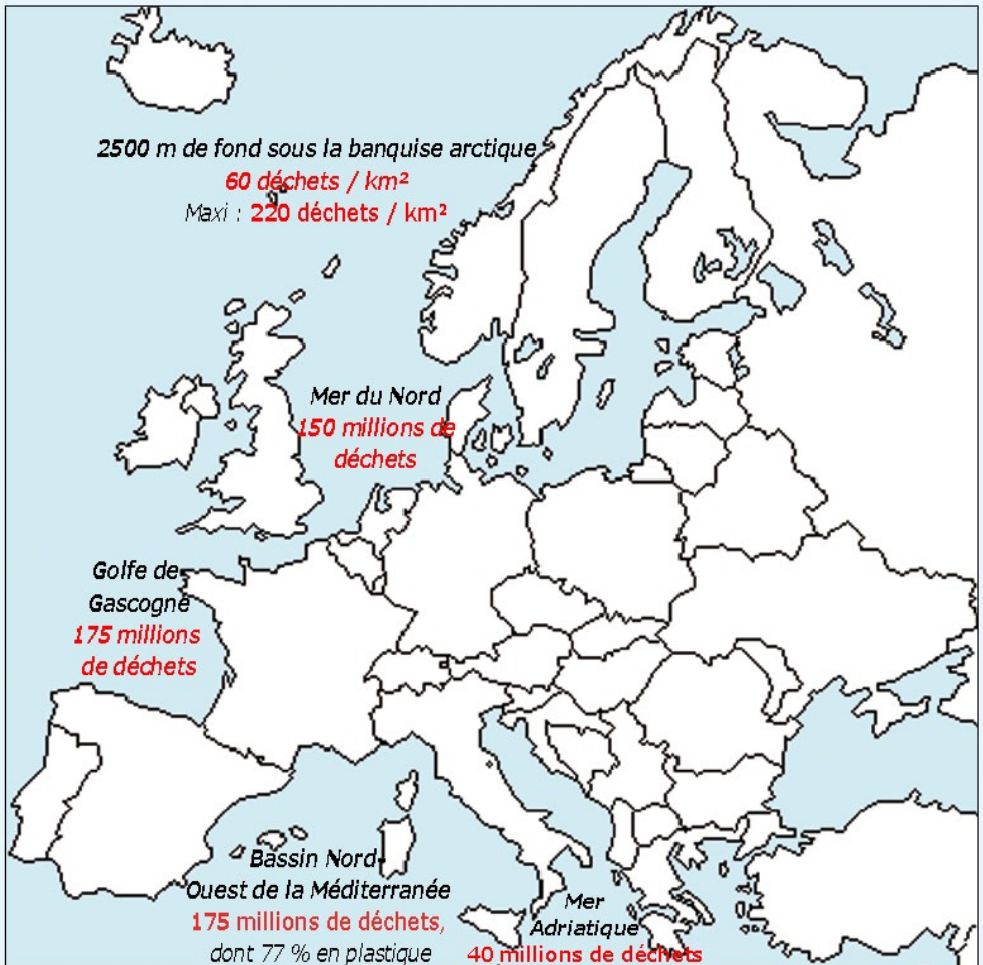 2500 m de fond sous la banquise arctique
60 déchets / km²
Maxi : 220 déchets / km²
Mer du Nord
150 millions de
déchets
Golfe de
Gascogne
175 millions
de déchets
Bassin Nord-
Ouest de la Méditerranée
175 millions de déchets,
dont 77 % en plastique
Mer
Adriatique
40 millions de déchets